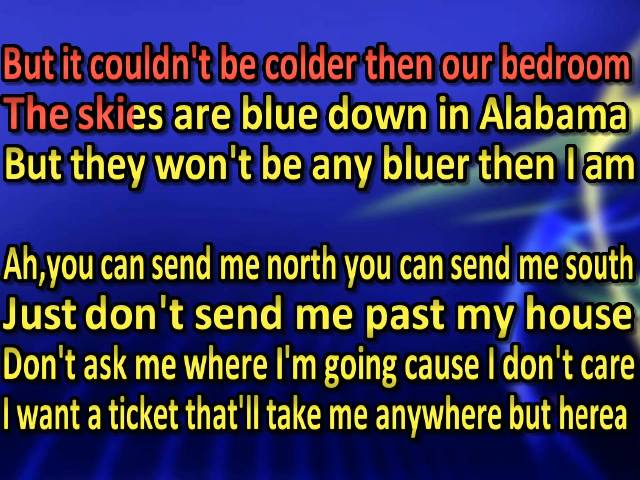 But it couldn't be colder then our bedroom
The skies are blue down in Alabama
But they won't be any bluer then I am
Ah,you can send me north you can send me south
Just don't send me past my house
Don't ask me where I'm going cause I don't care
I want a ticket that'll take me anywhere but herea